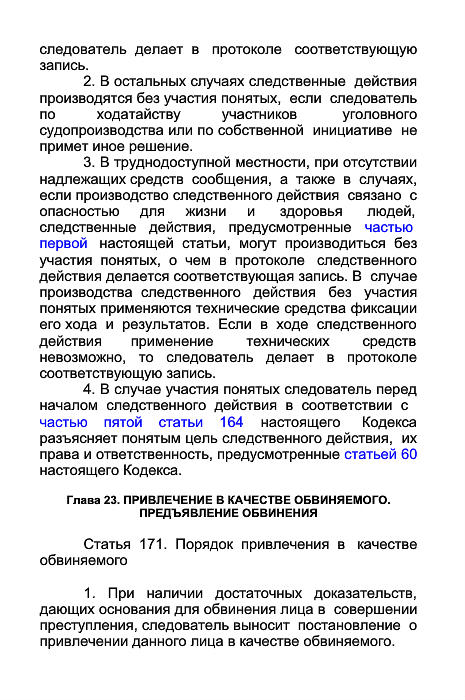 следователь делает в протоколе соответствующую
запись.
2. В остальных случаях следственные действия
производятся без участия понятых, если следователь
по ходатайству участников уголовного
судопроизводства или по собственной инициативе не
примет иное решение.
3. В труднодоступной местности, при отсутствии
надлежащих средств сообщения, а также в случаях,
если производство следственного действия связано с
опасностью для жизни и здоровья людей,
следственные действия, предусмотренные частью
первой настоящей статьи, могут производиться без
участия понятых, о чем в протоколе следственного
действия делается соответствующая запись. В случае
производства следственного действия без участия
понятых применяются технические средства фиксации
его хода и результатов. Если в ходе следственного
действия применение технических средств
невозможно, то следователь делает в протоколе
соответствующую запись.
4. В случае участия понятых следователь перед
началом следственного действия в соответствии с
частью пятой статьи 164 настоящего Кодекса
разъясняет понятым цель следственного действия, их
права и ответственность, предусмотренные статьей 60
настоящего Кодекса.
Глава 23. ПРИВЛЕЧЕНИЕ В КАЧЕСТВЕ ОБВИНЯЕМОГО.
ПРЕДЪЯВЛЕНИЕ ОБВИНЕНИЯ
Статья 171. Порядок привлечения в качестве
обвиняемого
1. При наличии достаточных доказательств,
дающих основания для обвинения лица в совершении
преступления, следователь выносит постановление о
привлечении данного лица в качестве обвиняемого.